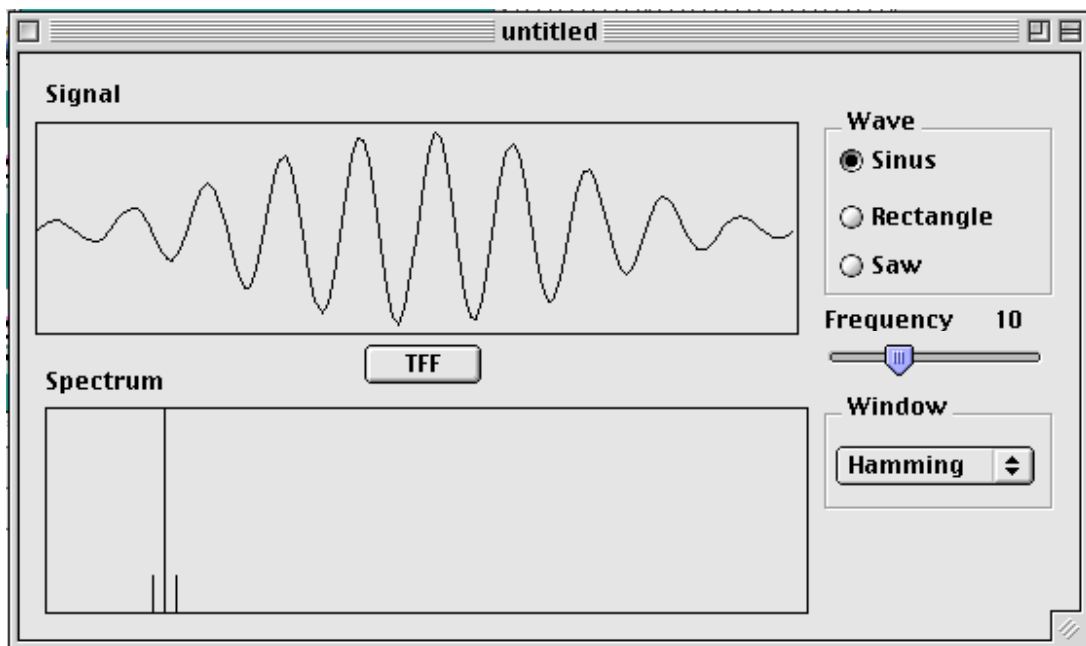 untitled
Signal
Wave
Sinus
Rectangle
Saw
Frequency 10
TFF
Spectrum
Window
Hamming